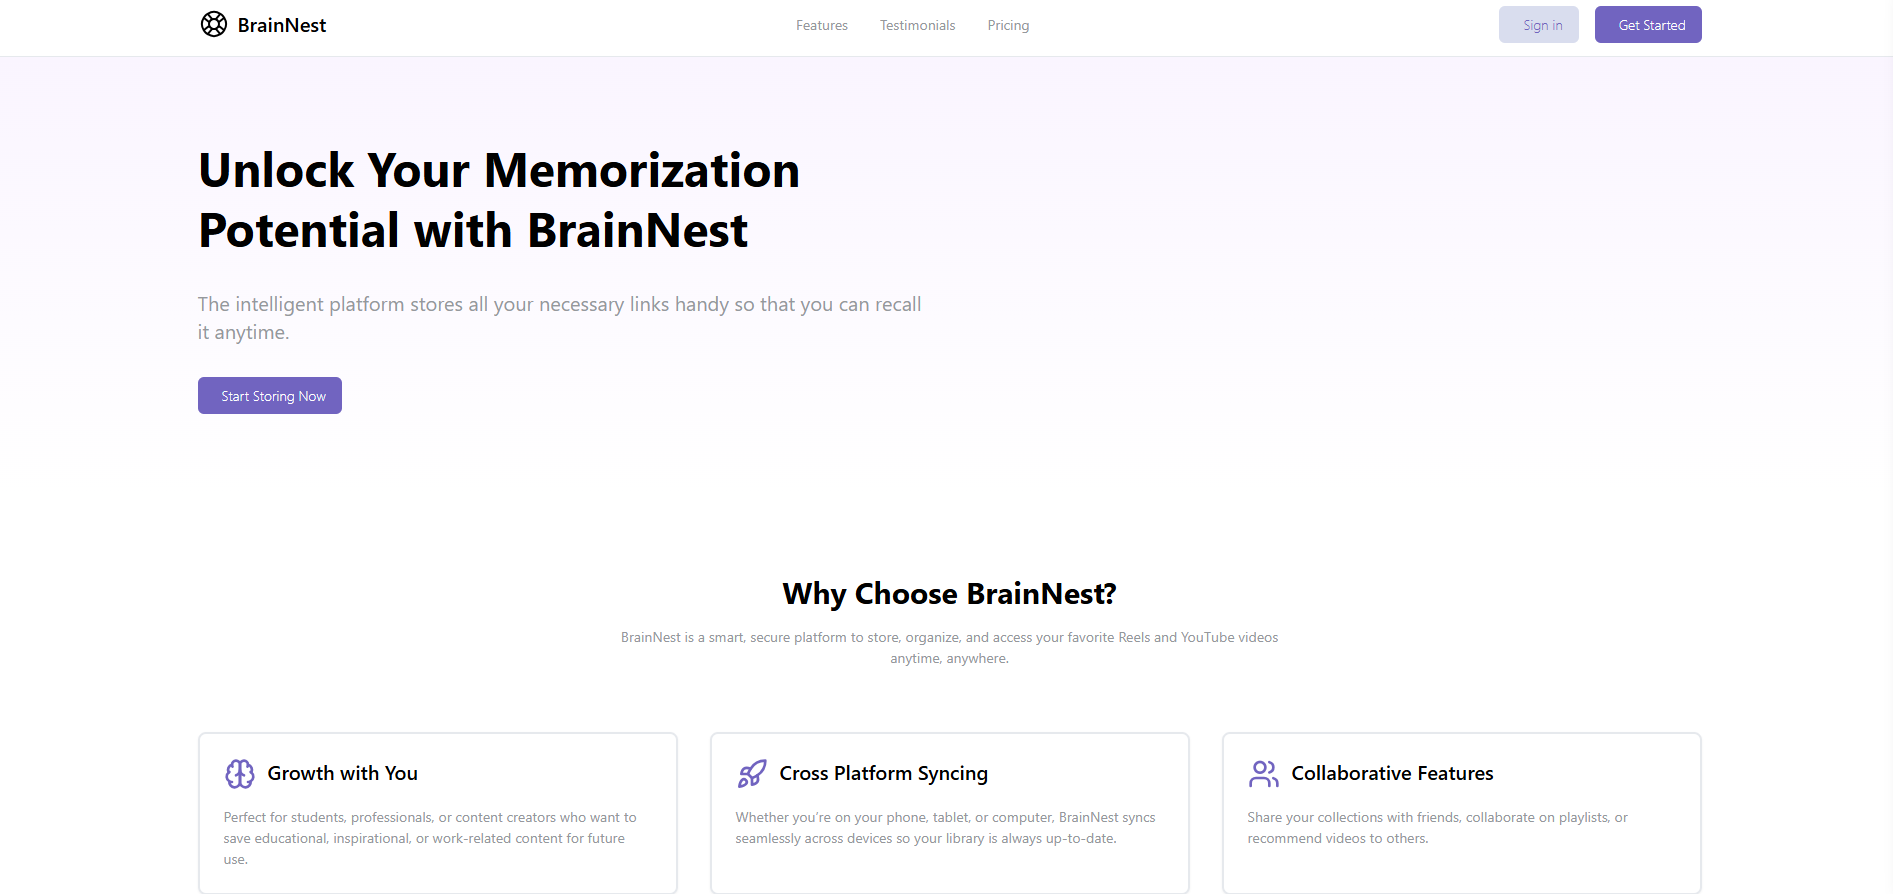 BrainNest
Features
Testimonials
Pricing
Sign in
Get Started
Unlock Your Memorization
Potential with BrainNest
The intelligent platform stores all your necessary links handy so that you can recall
it anytime.
Start Storing Now
Why Choose BrainNest?
BrainNest is a smart, secure platform to store, organize, and access your favorite Reels and YouTube videos
anytime, anywhere.
Growth with You
Perfect for students, professionals, or content creators who want to
save educational, inspirational, or work-related content for future
use.
Cross Platform Syncing
Whether you're on your phone, tablet, or computer, BrainNest syncs
seamlessly across devices so your library is always up-to-date.
Collaborative Features
Share your collections with friends, collaborate on playlists, or
recommend videos to others.